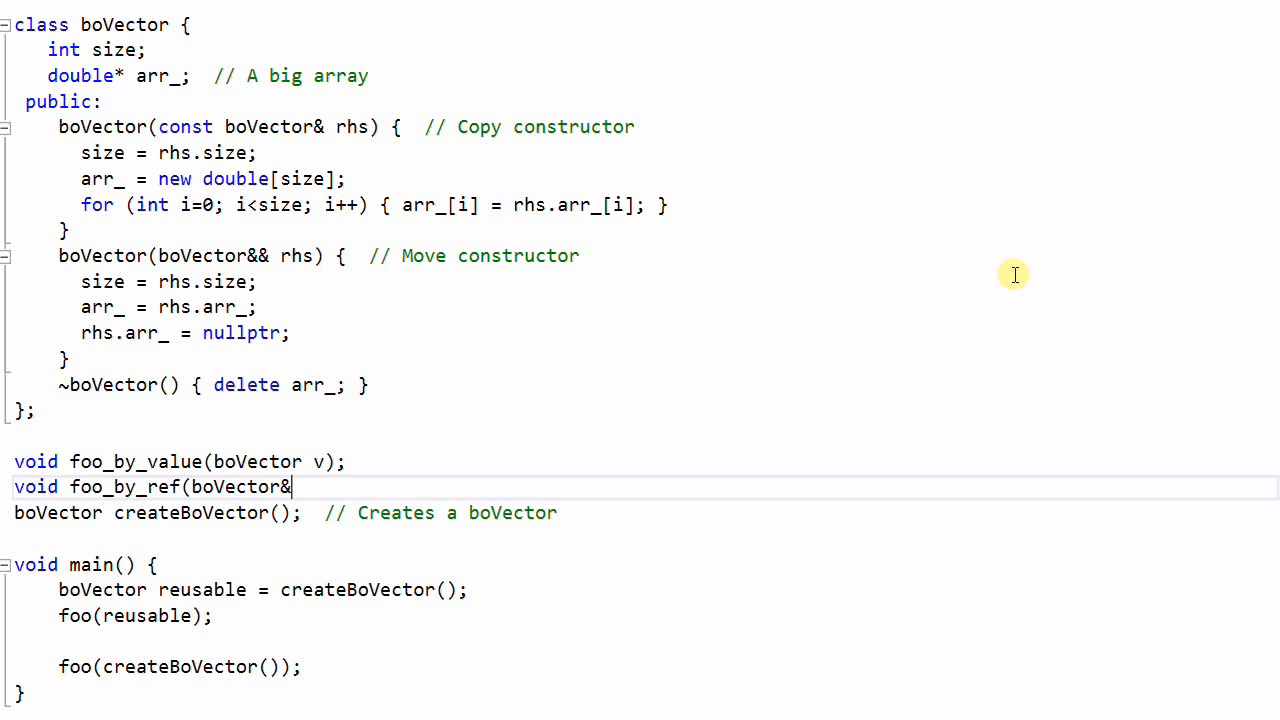 class boVector {
int size;
double* arr_;  // A big array
public:
boVector(const boVector& rhs) {  // Copy constructor
size = rhs.size;
arr_ = new double[size];
for (int i=0; i<size; i++) { arr_[i] = rhs.arr_[i]; }
}
boVector(boVector&& rhs) {  // Move constructor
size = rhs.size;
arr_ = rhs.arr_;
rhs.arr_ = nullptr;
}
~boVector() { delete arr_; }
};
void foo_by_value(boVector v);
void foo_by_ref(boVector&
boVector createBoVector();  // Creates a boVector
void main() {
boVector reusable = createBoVector();
foo(reusable);
foo(createBoVector());
}